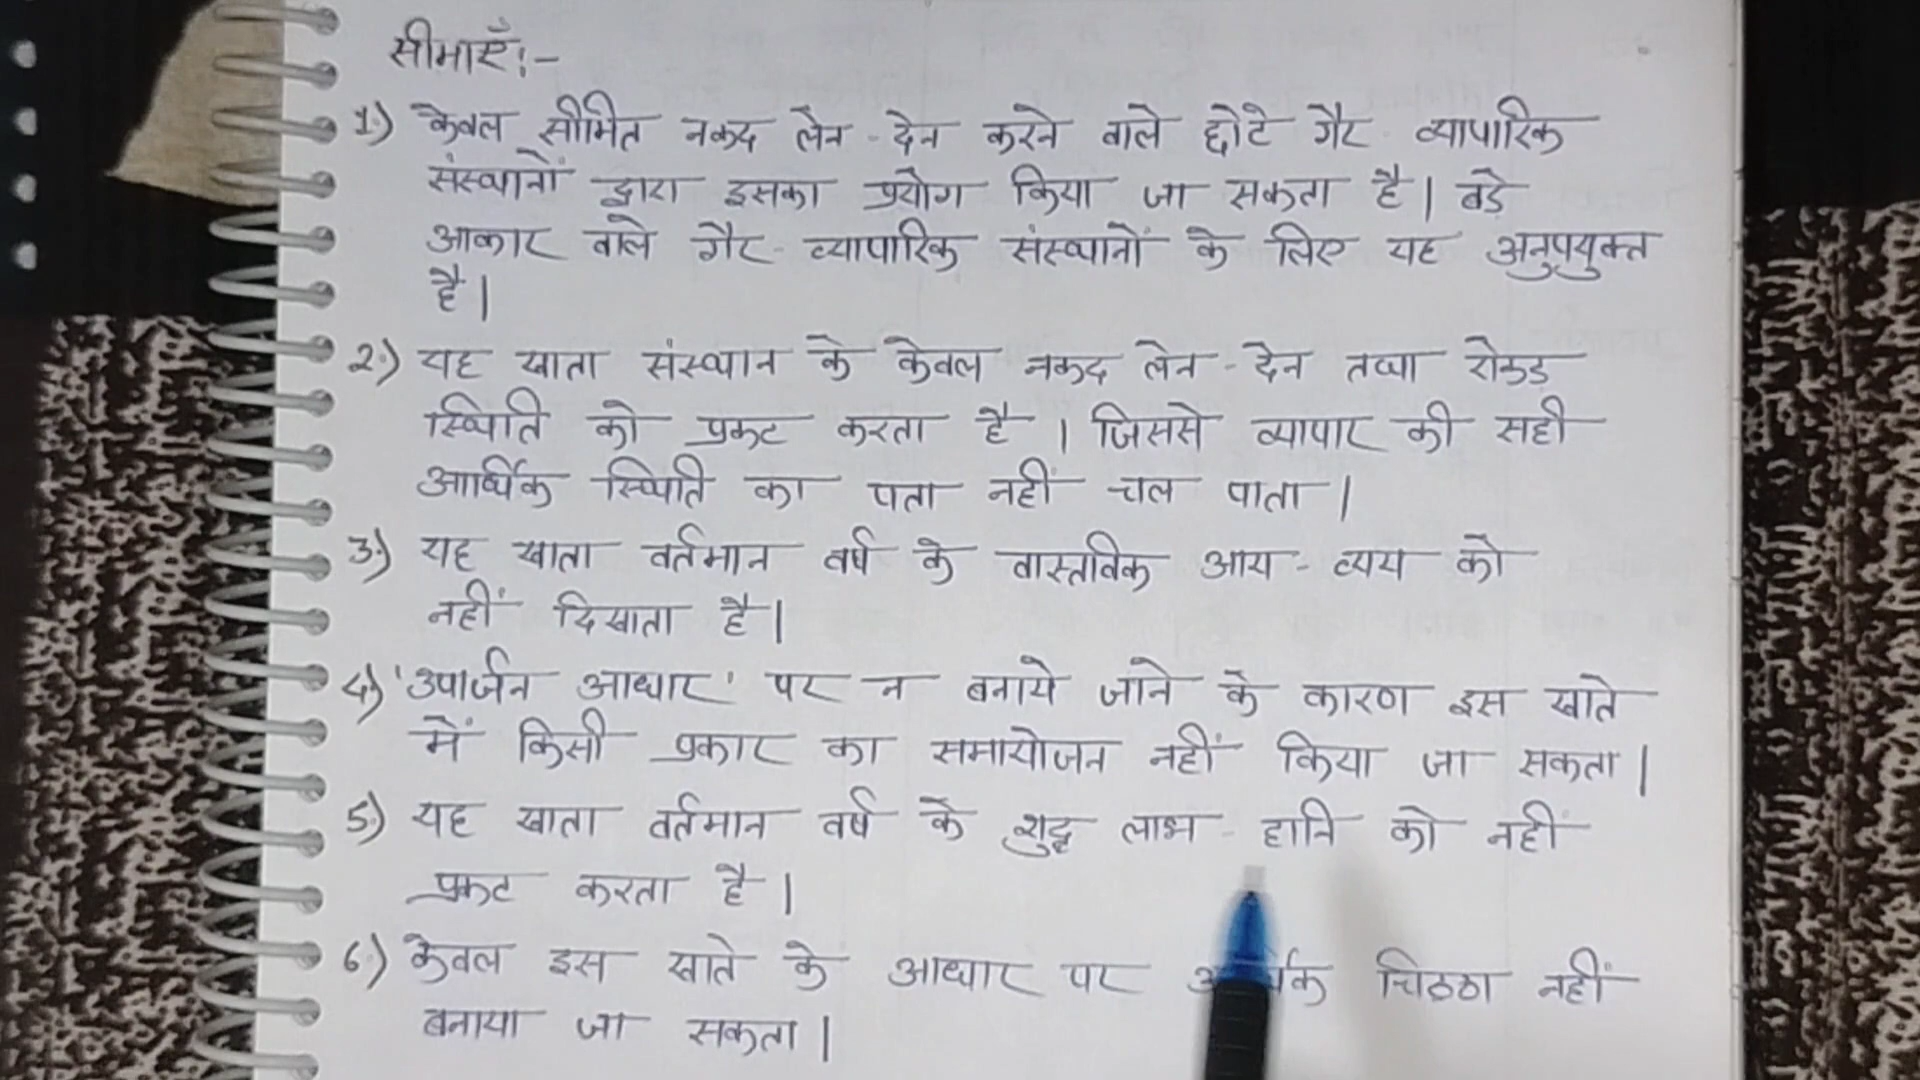 सीमाएँ:-
1.) केवल सीमित नकद लेन-देन करने वाले छोटे गैर-व्यापारिक
संस्थानों द्वारा इसका प्रयोग किया जा सकता है। बड़े
आकार वाले गैर-व्यापारिक संस्थानों के लिए यह अनुपयुक्त
है।
2.) यह खाता संस्थान के केवल नकद लेन-देन तथा रोकड
स्थिति को प्रकट करता है। जिससे व्यापार की सही
आर्थिक स्थिति का पता नहीं चल पाता।
3.) यह खाता वर्तमान वर्ष के वास्तविक आय-व्यय को
नहीं दिखाता है।
4.) 'उपार्जन आधार' पर न बनाये जाने के कारण इस खाते
में किसी प्रकार का समायोजन नहीं किया जा सकता।
5.) यह खाता वर्तमान वर्ष के शुद्ध लाभ-हानि को नहीं
प्रकट करता है।
6.) केवल इस खाते के आधार पर चिठ्ठा नहीं
बनाया जा सकता।